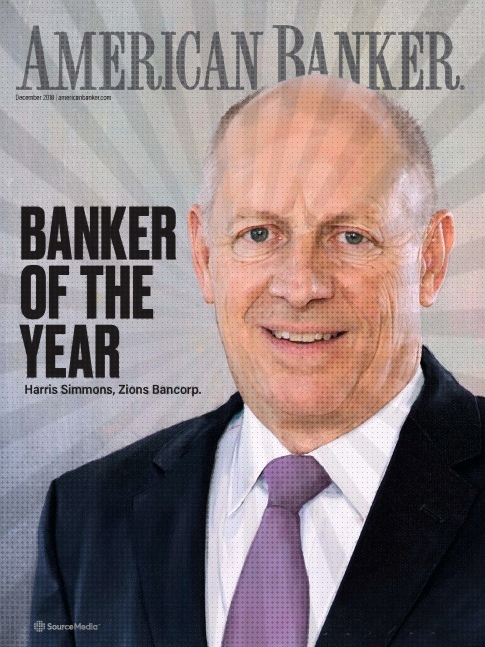 AMERICAN BANKER.
December 2018 | americanbanker.com
BANKER
OF THE
YEAR
Harris Simmons, Zions Bancorp.
SourceMedia